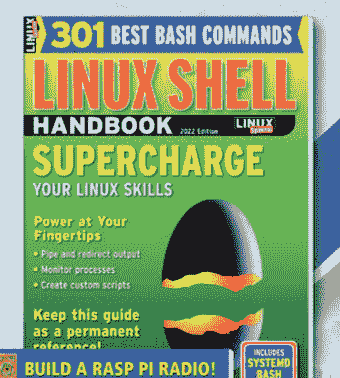 LINUX
301 BEST BASH COMMANDS
LINUX SHELL
HANDBOOK 2022 Edition LINUX
Special
SUPERCHARGE
YOUR LINUX SKILLS
Power at Your
Fingertips
• Pipe and redirect output
• Monitor processes
• Create custom scripts
Keep this guide
as a permanent
reference!
INCLUDES
SYSTEMD
BASH
BUILD A RASP PI RADIO!